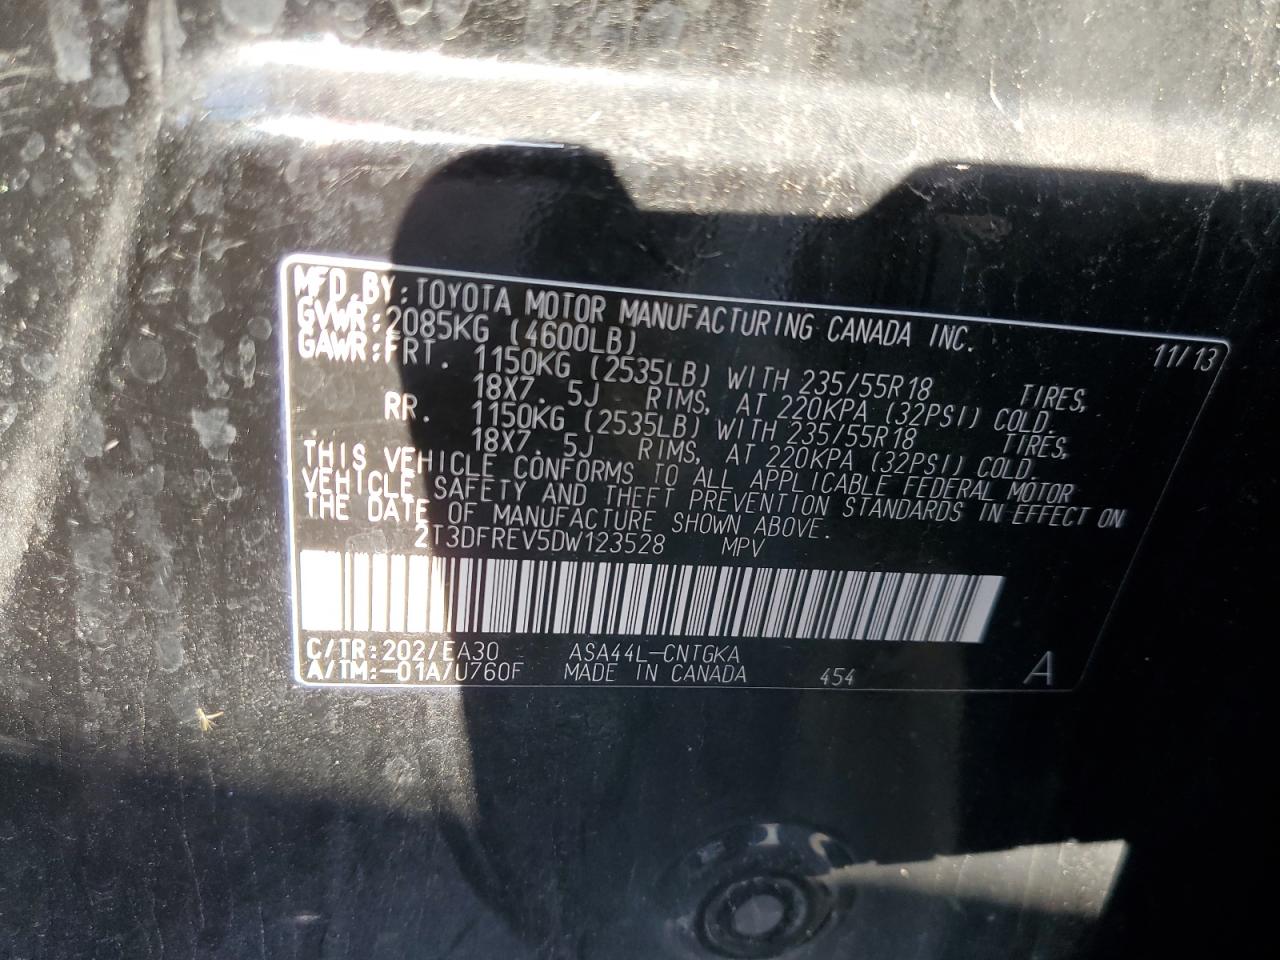 MFD.BY:TOYOTA MOTOR MANUFACTURING CANADA INC.
GVWR:2085KG (4600LB) 11/13
GAWR:FRT. 1150KG (2535LB) WITH 235/55R18 TIRES,
18X7. 5J RIMS, AT 220KPA (32PSI) COLD.
RR. 1150KG (2535LB) WITH 235/55R18 TIRES,
18X7. 5J RIMS, AT 220KPA (32PSI) COLD.
THIS VEHICLE CONFORMS TO ALL APPLICABLE FEDERAL MOTOR
VEHICLE SAFETY AND THEFT PREVENTION STANDARDS IN EFFECT ON
THE DATE OF MANUFACTURE SHOWN ABOVE.
2T3DFREV5DW123528 MPV
C/TR:202/EA30 ASA44L-CNTGKA
A/TM:-01A/U760F MADE IN CANADA 454 A